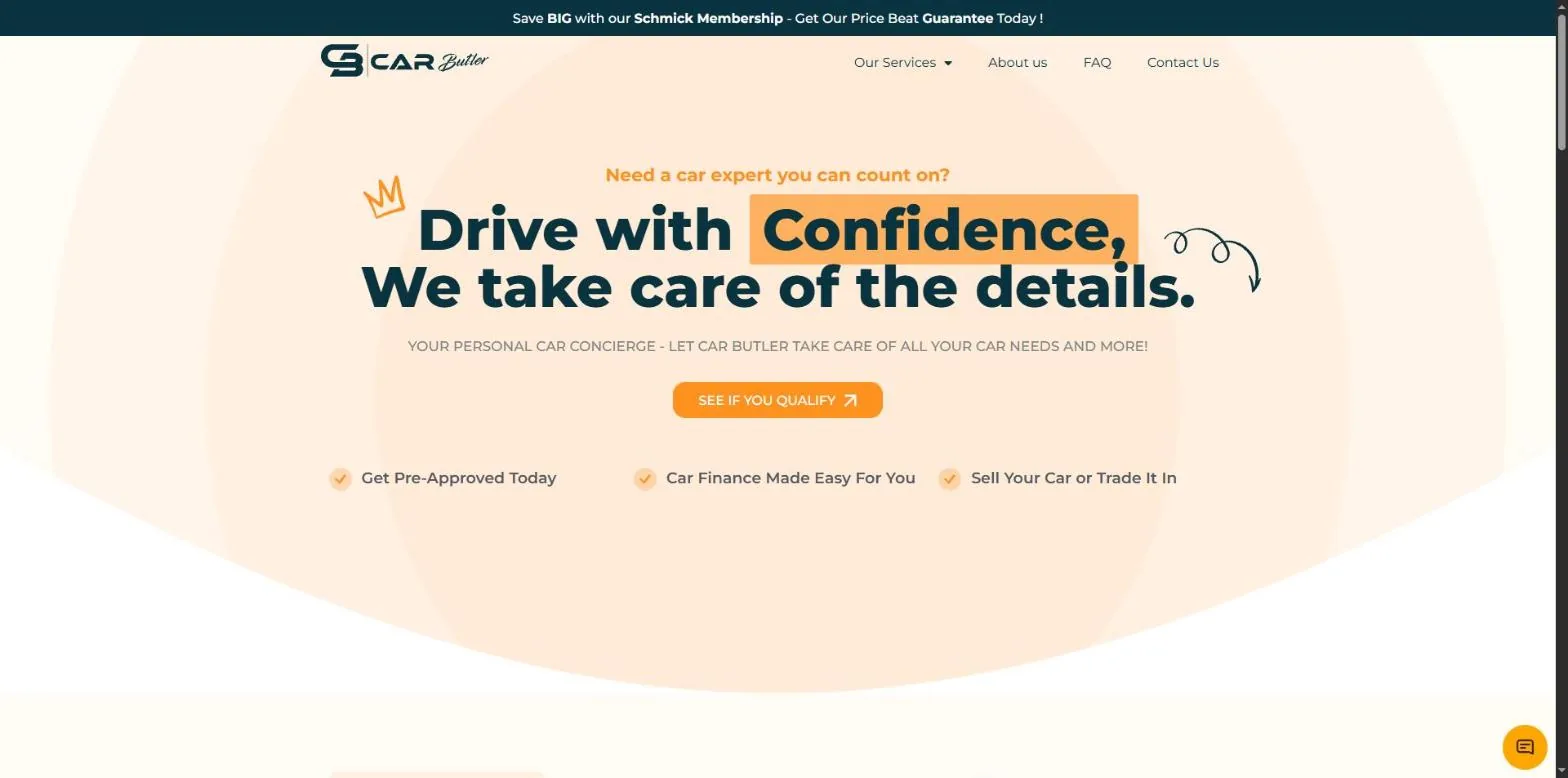 Save BIG with our Schmick Membership - Get Our Price Beat Guarantee Today !
CB CAR Butler
Our Services
About us
FAQ
Contact Us
Need a car expert you can count on?
Drive with Confidence,
We take care of the details.
YOUR PERSONAL CAR CONCIERGE - LET CAR BUTLER TAKE CARE OF ALL YOUR CAR NEEDS AND MORE!
SEE IF YOU QUALIFY
Get Pre-Approved Today
Car Finance Made Easy For You
Sell Your Car or Trade It In